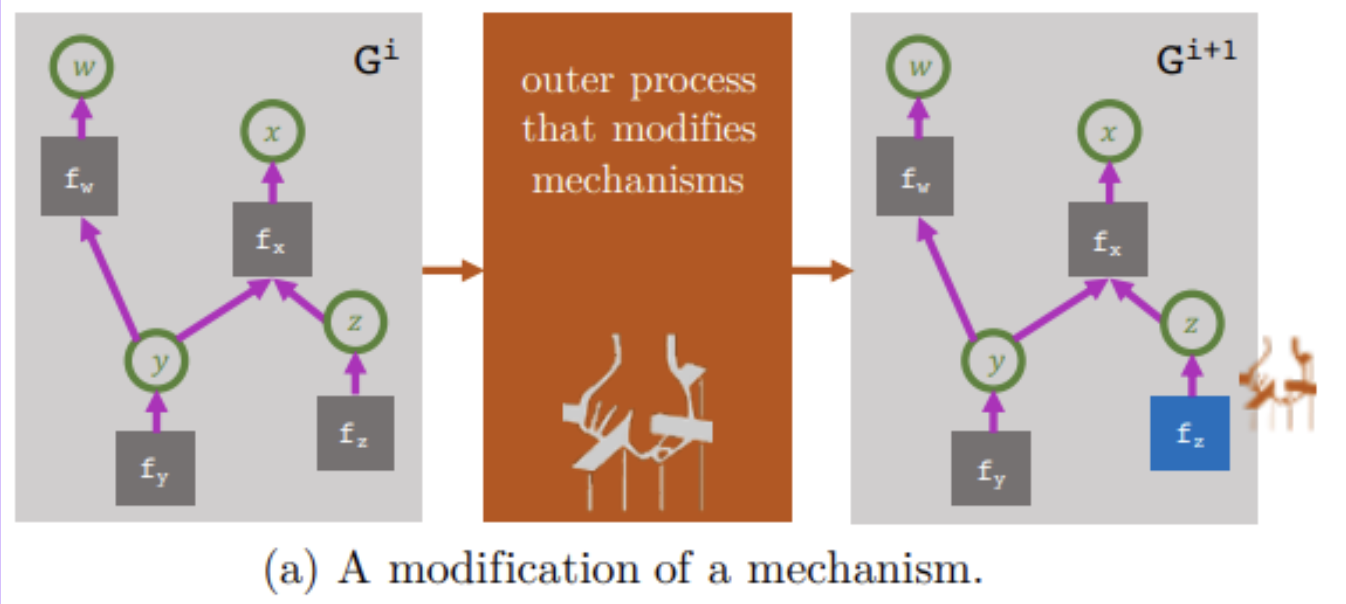 G^i
w
x
f_w
f_x
z
y
f_z
f_y
outer process
that modifies
mechanisms
G^{i+1}
w
x
f_w
f_x
z
y
f_z
f_y
(a) A modification of a mechanism.